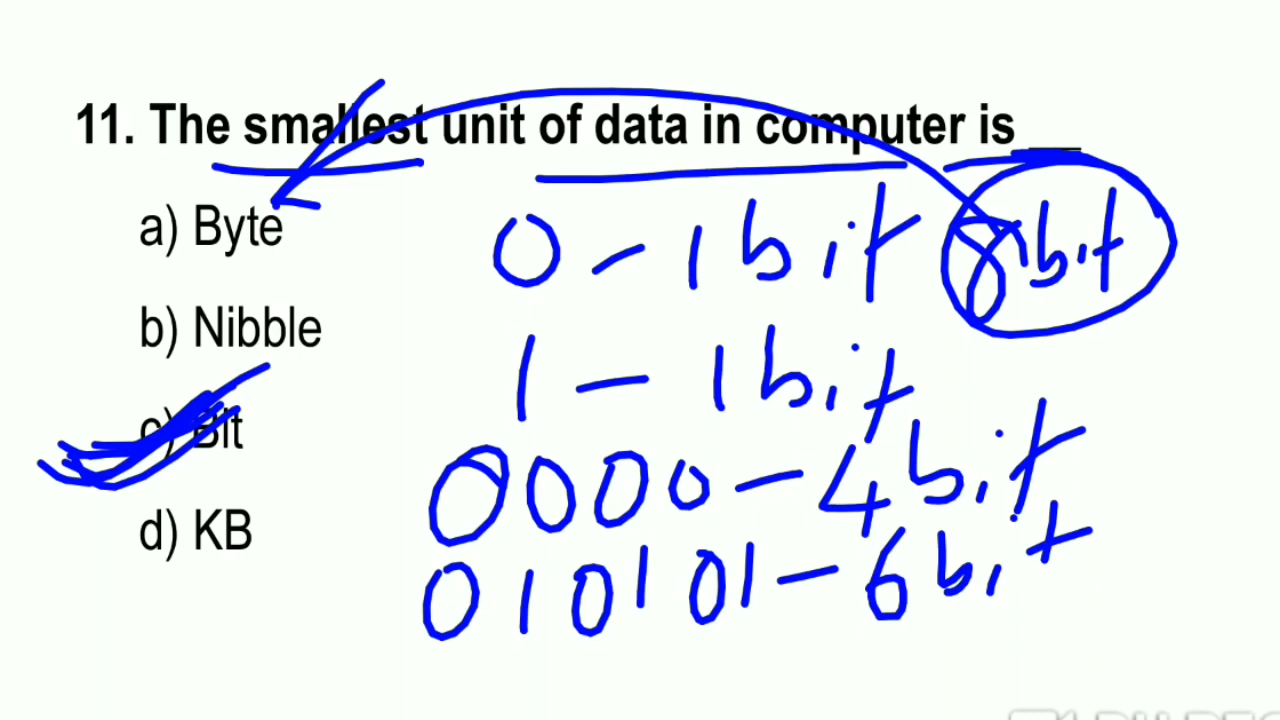 11. The smallest unit of data in computer is __
a) Byte
0 - 1 bit
8 bit
b) Nibble
1 - 1 bit
c) Bit
0000 - 4 bit
d) KB
010101 - 6 bit